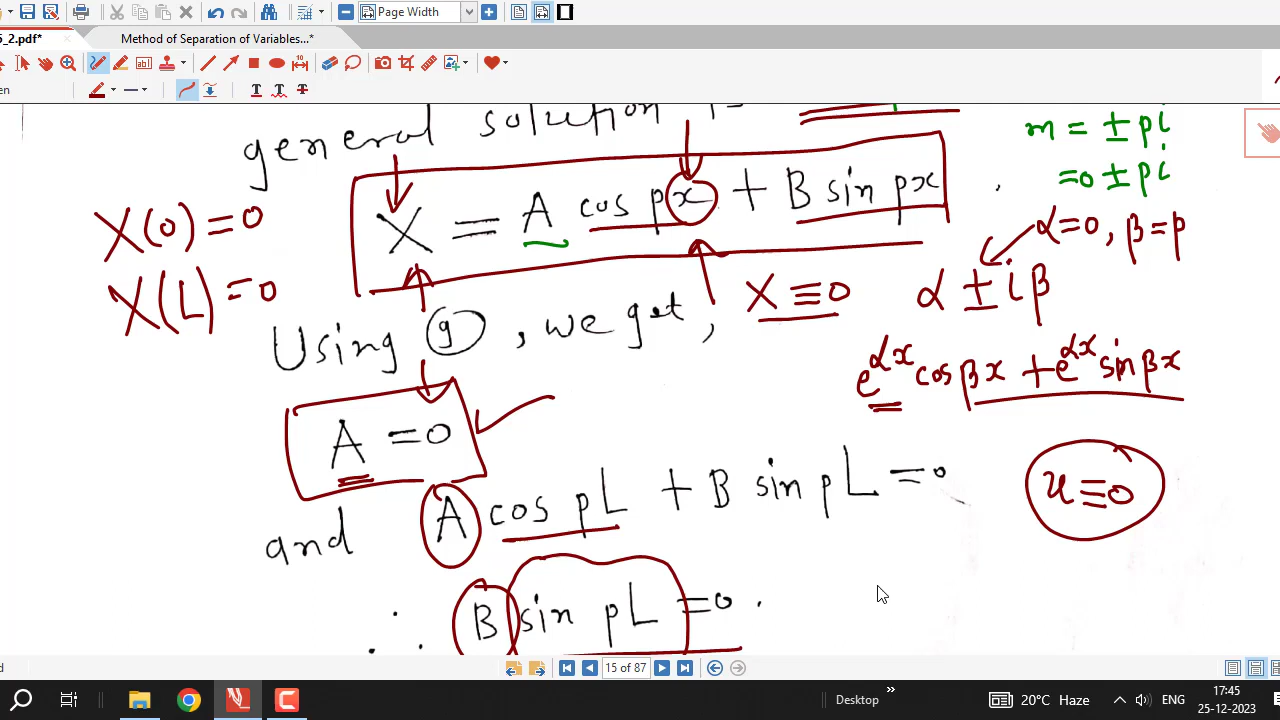 Page Width
5_2.pdf*
Method of Separation of Variables...*
general solution
m = ± pi
= 0 ± pi
X(0) = 0
X = A cos px + B sin px
α = 0, β = p
X(L) = 0
X ≡ 0
α ± iβ
Using (9), we get,
e^αx cos βx + e^αx sin βx
A = 0
and A cos pL + B sin pL = 0
u ≡ 0
∴ B sin pL = 0 .
15 of 87
Desktop
20°C Haze
ENG
17:45
25-12-2023